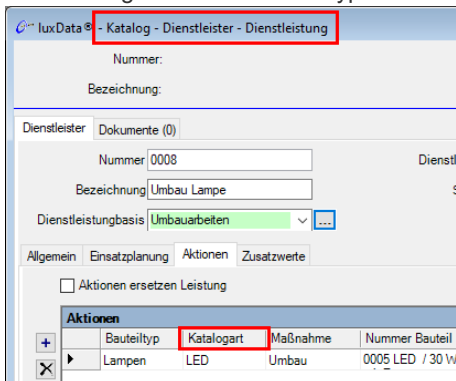 luxData® - Katalog - Dienstleister - Dienstleistung
Nummer:
Bezeichnung:
Dienstleister Dokumente (0)
Nummer 0008
Bezeichnung Umbau Lampe
Dienstleistungbasis Umbauarbeiten ...
Allgemein Einsatzplanung Aktionen Zusatzwerte
Aktionen ersetzen Leistung
Aktionen
Bauteiltyp Katalogart Maßnahme Nummer Bauteil
Lampen LED Umbau 0005 LED / 30 W